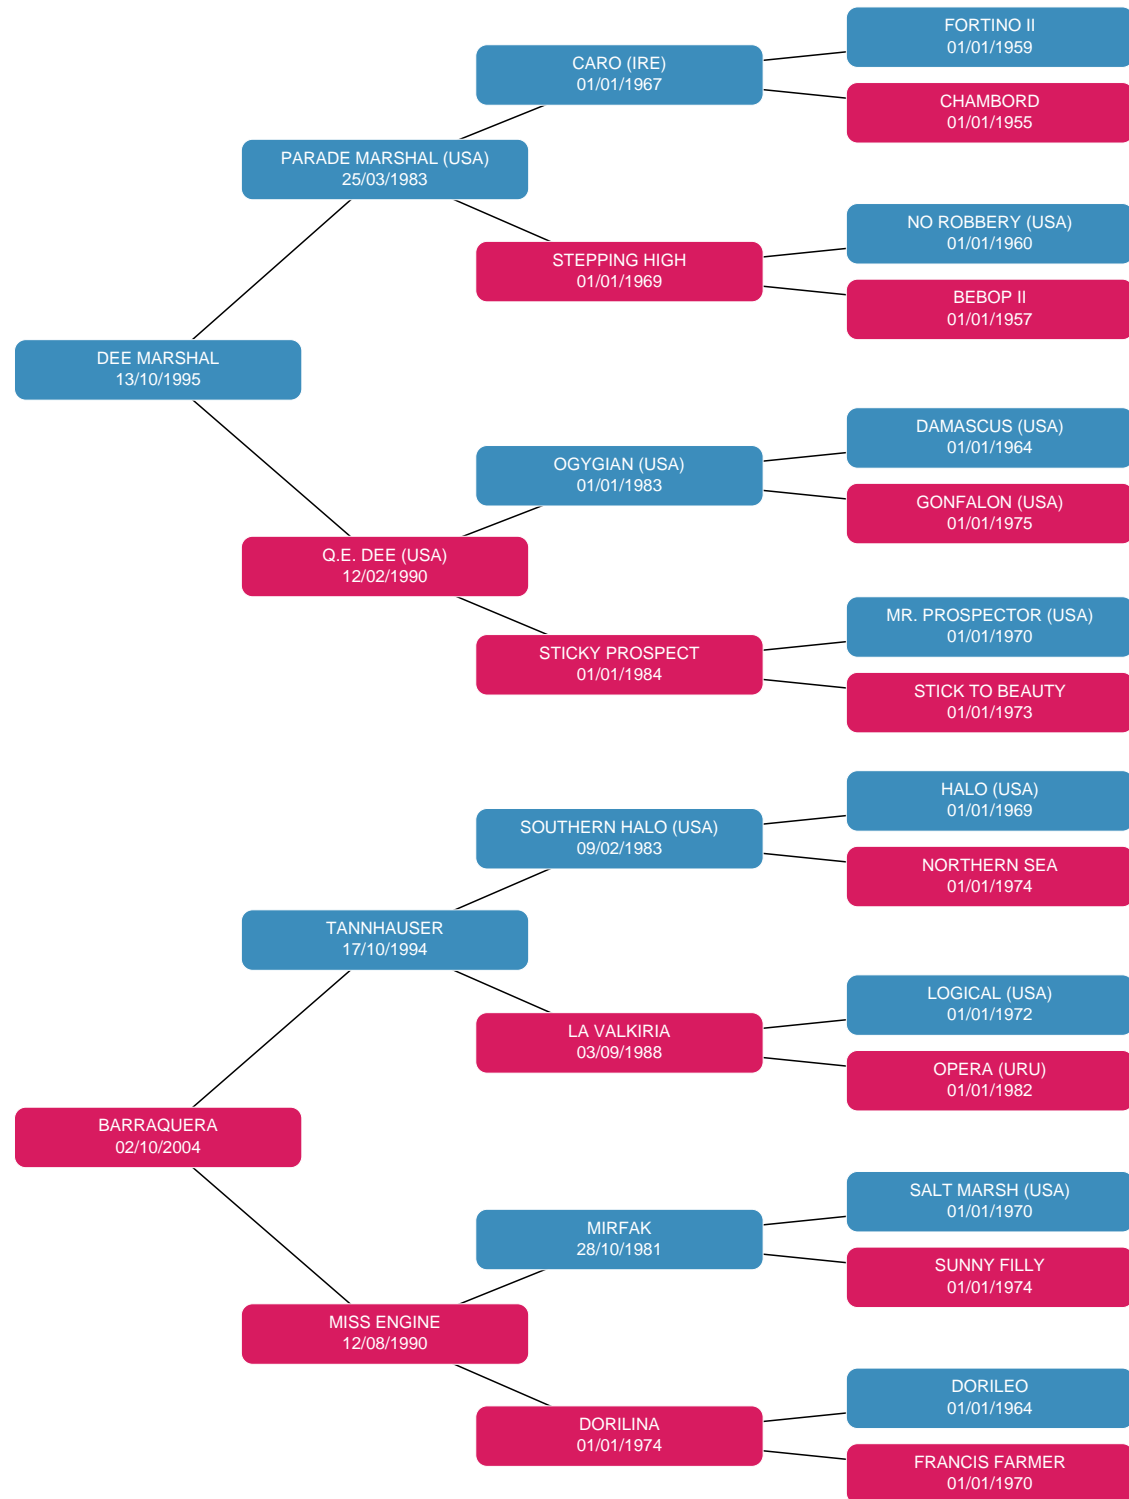 FORTINO II
01/01/1959
CARO (IRE)
01/01/1967
CHAMBORD
01/01/1955
PARADE MARSHAL (USA)
25/03/1983
NO ROBBERY (USA)
01/01/1960
STEPPING HIGH
01/01/1969
BEBOP II
01/01/1957
DEE MARSHAL
13/10/1995
DAMASCUS (USA)
01/01/1964
OGYGIAN (USA)
01/01/1983
GONFALON (USA)
01/01/1975
Q.E. DEE (USA)
12/02/1990
MR. PROSPECTOR (USA)
01/01/1970
STICKY PROSPECT
01/01/1984
STICK TO BEAUTY
01/01/1973
HALO (USA)
01/01/1969
SOUTHERN HALO (USA)
09/02/1983
NORTHERN SEA
01/01/1974
TANNHAUSER
17/10/1994
LOGICAL (USA)
01/01/1972
LA VALKIRIA
03/09/1988
OPERA (URU)
01/01/1982
BARRAQUERA
02/10/2004
SALT MARSH (USA)
01/01/1970
MIRFAK
28/10/1981
SUNNY FILLY
01/01/1974
MISS ENGINE
12/08/1990
DORILEO
01/01/1964
DORILINA
01/01/1974
FRANCIS FARMER
01/01/1970